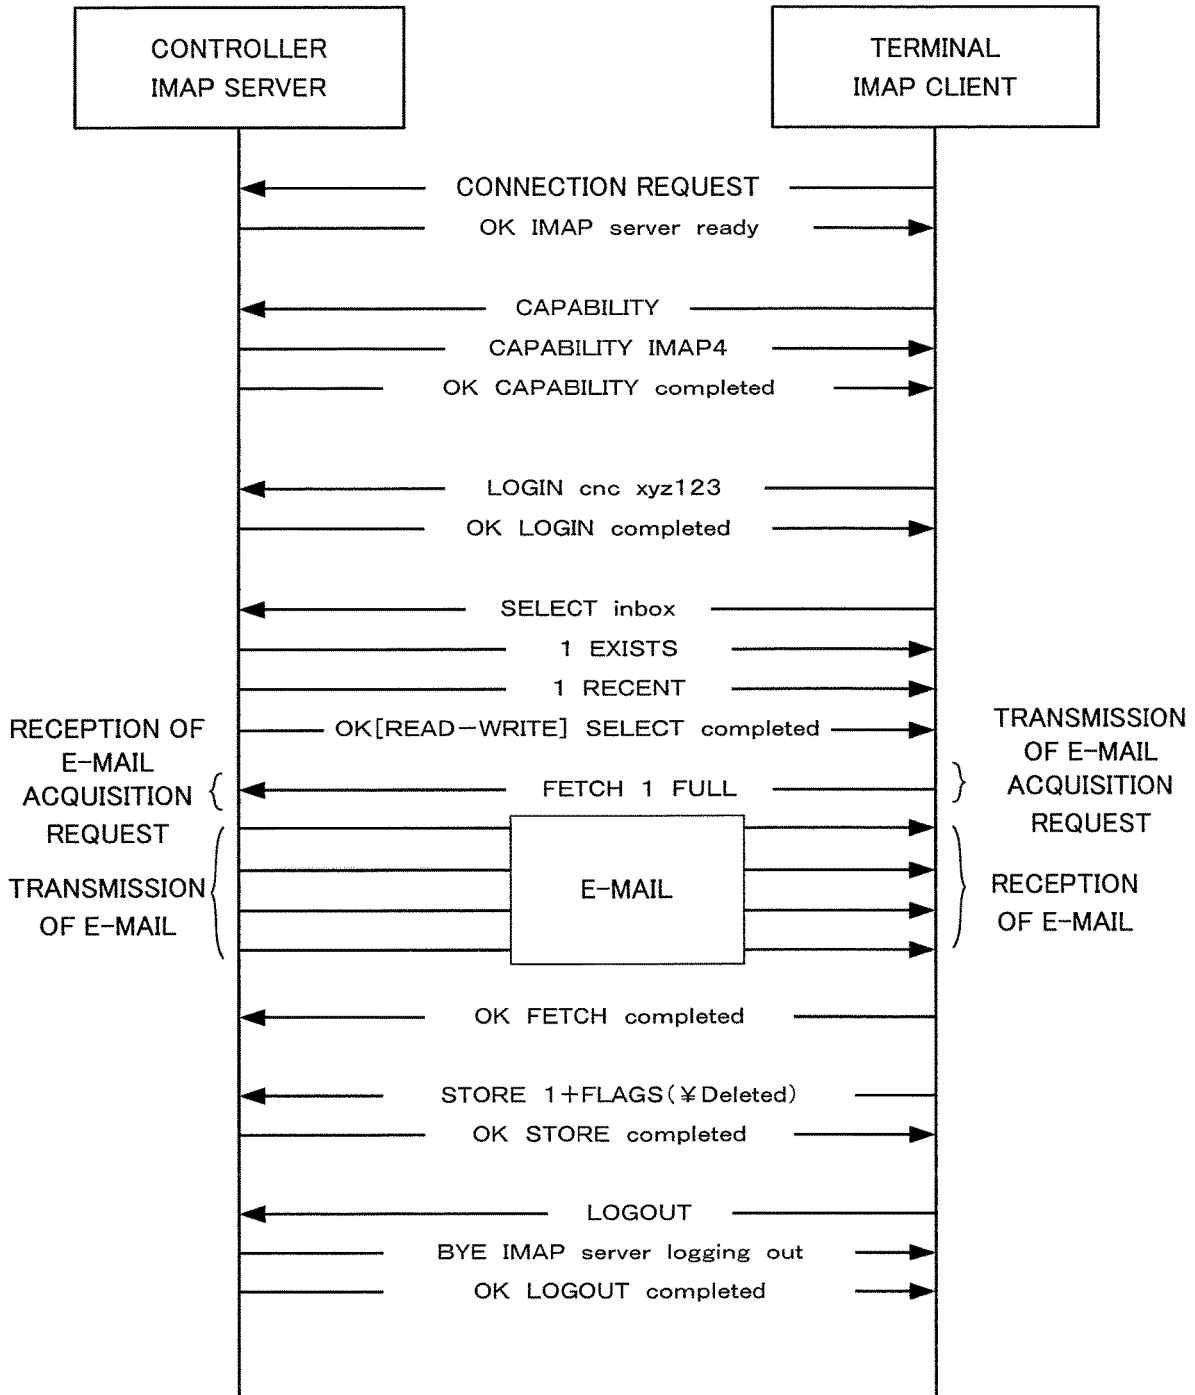 CONTROLLER
IMAP SERVER
TERMINAL
IMAP CLIENT
CONNECTION REQUEST
OK IMAP server ready
CAPABILITY
CAPABILITY IMAP4
OK CAPABILITY completed
LOGIN cnc xyz123
OK LOGIN completed
SELECT inbox
1 EXISTS
1 RECENT
OK[READ-WRITE] SELECT completed
RECEPTION OF
E-MAIL
ACQUISITION
REQUEST
TRANSMISSION
OF E-MAIL
ACQUISITION
REQUEST
FETCH 1 FULL
TRANSMISSION
OF E-MAIL
E-MAIL
RECEPTION
OF E-MAIL
OK FETCH completed
STORE 1+FLAGS(¥Deleted)
OK STORE completed
LOGOUT
BYE IMAP server logging out
OK LOGOUT completed